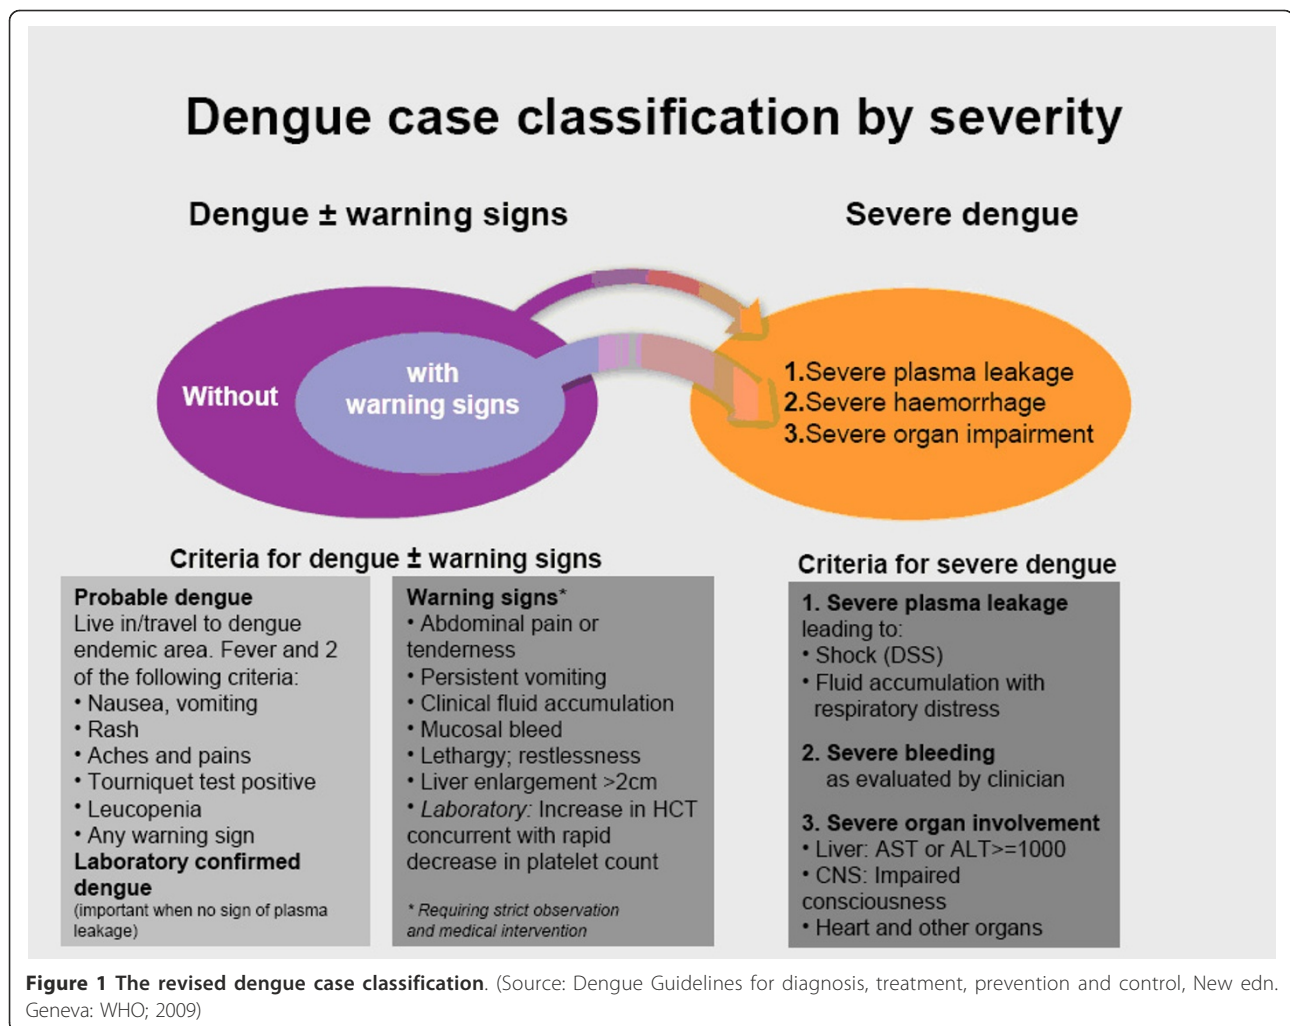 Dengue case classification by severity
Dengue ± warning signs
Severe dengue
Without
with
warning signs
1.Severe plasma leakage
2.Severe haemorrhage
3.Severe organ impairment
Criteria for dengue ± warning signs
Probable dengue
Live in/travel to dengue
endemic area. Fever and 2
of the following criteria:
• Nausea, vomiting
• Rash
• Aches and pains
• Tourniquet test positive
• Leucopenia
• Any warning sign
Laboratory confirmed
dengue
(important when no sign of plasma
leakage)
Warning signs*
• Abdominal pain or
tenderness
• Persistent vomiting
• Clinical fluid accumulation
• Mucosal bleed
• Lethargy; restlessness
• Liver enlargement >2cm
• Laboratory: Increase in HCT
concurrent with rapid
decrease in platelet count
* Requiring strict observation
and medical intervention
Criteria for severe dengue
1. Severe plasma leakage
leading to:
• Shock (DSS)
• Fluid accumulation with
respiratory distress
2. Severe bleeding
as evaluated by clinician
3. Severe organ involvement
• Liver: AST or ALT>=1000
• CNS: Impaired
consciousness
• Heart and other organs
Figure 1 The revised dengue case classification. (Source: Dengue Guidelines for diagnosis, treatment, prevention and control, New edn.
Geneva: WHO; 2009)